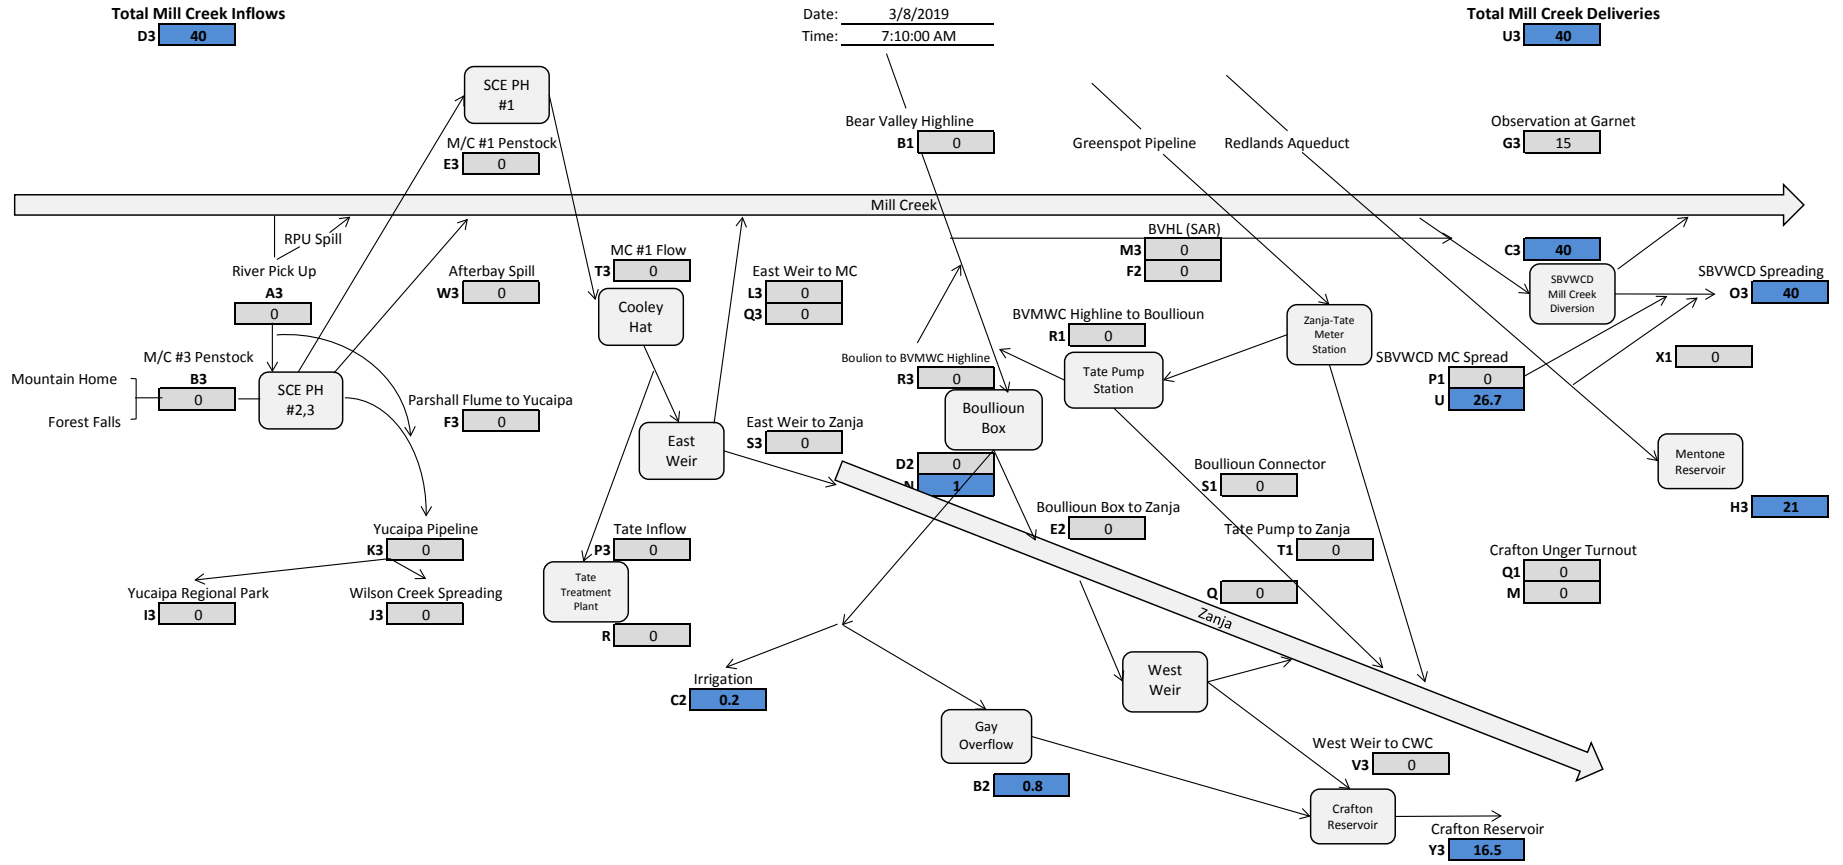 Total Mill Creek Inflows
D3 40
Date: 3/8/2019
Time: 7:10:00 AM
Total Mill Creek Deliveries
U3 40
SCE PH
#1
M/C #1 Penstock
E3 0
Bear Valley Highline
B1 0
Greenspot Pipeline
Redlands Aqueduct
Observation at Garnet
G3 15
Mill Creek
RPU Spill
River Pick Up
A3
0
Afterbay Spill
W3 0
MC #1 Flow
T3 0
Cooley
Hat
East Weir to MC
L3 0
Q3 0
BVHL (SAR)
M3 0
F2 0
C3 40
SBVWCD
Mill Creek
Diversion
SBVWCD Spreading
O3 40
BVMWC Highline to Boullioun
R1 0
Zanja-Tate
Meter
Station
Boulion to BVMWC Highline
R3 0
Tate Pump
Station
SBVWCD MC Spread
P1 0
U 26.7
X1 0
M/C #3 Penstock
B3
0
Mountain Home
Forest Falls
SCE PH
#2,3
Parshall Flume to Yucaipa
F3 0
East
Weir
East Weir to Zanja
S3 0
Boullioun
Box
D2 0
N 1
Boullioun Connector
S1 0
Mentone
Reservoir
H3 21
Boullioun Box to Zanja
E2 0
Yucaipa Pipeline
K3 0
Tate Inflow
P3 0
Tate Pump to Zanja
T1 0
Crafton Unger Turnout
Q1 0
M 0
Yucaipa Regional Park
I3 0
Wilson Creek Spreading
J3 0
Tate
Treatment
Plant
R 0
Q 0
Zanja
Irrigation
C2 0.2
West
Weir
Gay
Overflow
B2 0.8
West Weir to CWC
V3 0
Crafton
Reservoir
Crafton Reservoir
Y3 16.5